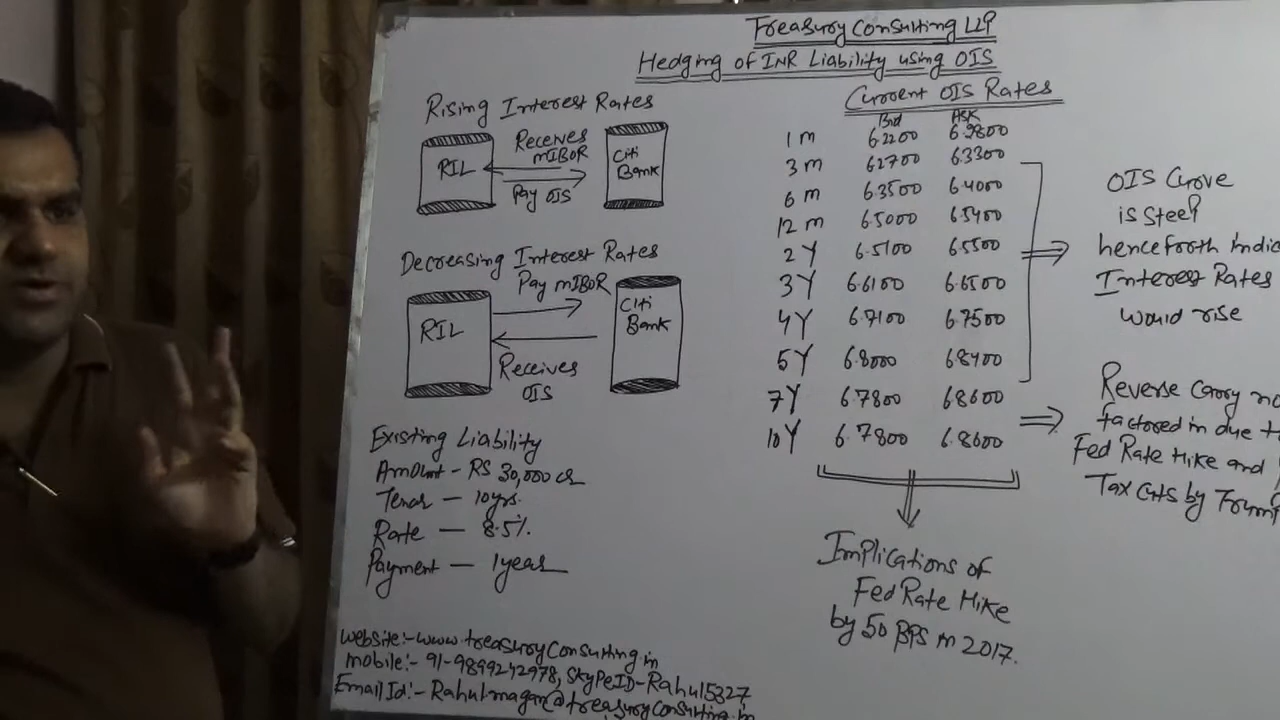 Treasury Consulting LLP
Hedging of INR Liability using OIS
Rising Interest Rates
RIL
Receives
MIBOR
Pay OIS
Citi
Bank
Decreasing Interest Rates
RIL
Pay MIBOR
Receives
OIS
Citi
Bank
Existing Liability
Amount - RS 30,000 cr
Tenor - 10yrs.
Rate - 8.5%
Payment - 1year
Website:- www.treasuryconsulting.in
Mobile:- 91-9899242978, SkypeID-Rahul5327
Email Id:- Rahulmagan@treasuryconsulting.in
Current OIS Rates
Bid Ask
1m 6.2200 6.2800
3m 6.2700 6.3300
6m 6.3500 6.4000
12m 6.5000 6.5400
2Y 6.5100 6.5500
3Y 6.6100 6.6500
4Y 6.7100 6.7500
5Y 6.8000 6.8400
7Y 6.7800 6.8600
10Y 6.7800 6.8600
Implications of
Fed Rate Hike
by 50 BPS in 2017.
OIS Curve
is Steep
henceforth Indic
Interest Rates
would rise
Reverse Carry
factored in due
Fed Rate Hike and
Tax Cuts by Trump